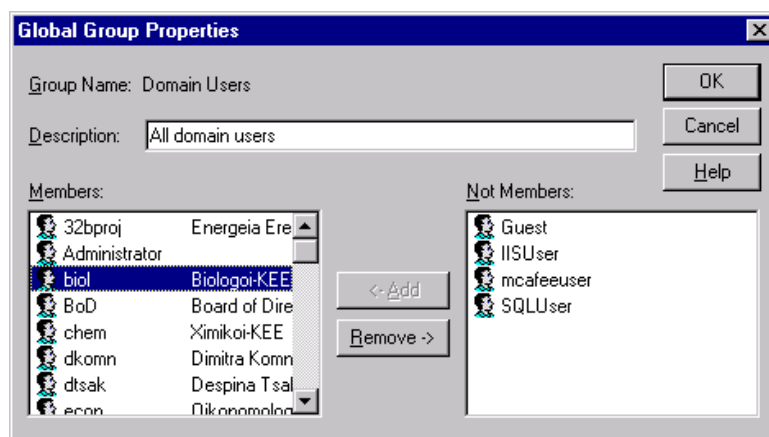 Global Group Properties
Group Name: Domain Users
OK
Description: All domain users
Cancel
Help
Members:
Not Members:
32bproj Energeia Ere
Administrator
biol Biologoi-KEE
BoD Board of Dire
chem Ximikoi-KEE
dkomn Dimitra Komn
dtsak Despina Tsal
econ Oikonomolog
<- Add
Remove ->
Guest
IISUser
mcafeeuser
SQLUser